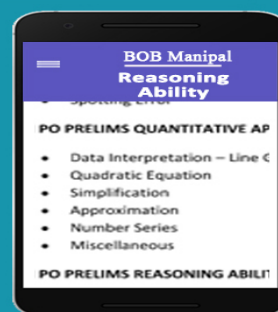 BOB Manipal
Reasoning
Ability
Spotting Error
PO PRELIMS QUANTITATIVE AP
• Data Interpretation – Line
• Quadratic Equation
• Simplification
• Approximation
• Number Series
• Miscellaneous
PO PRELIMS REASONING ABILIT